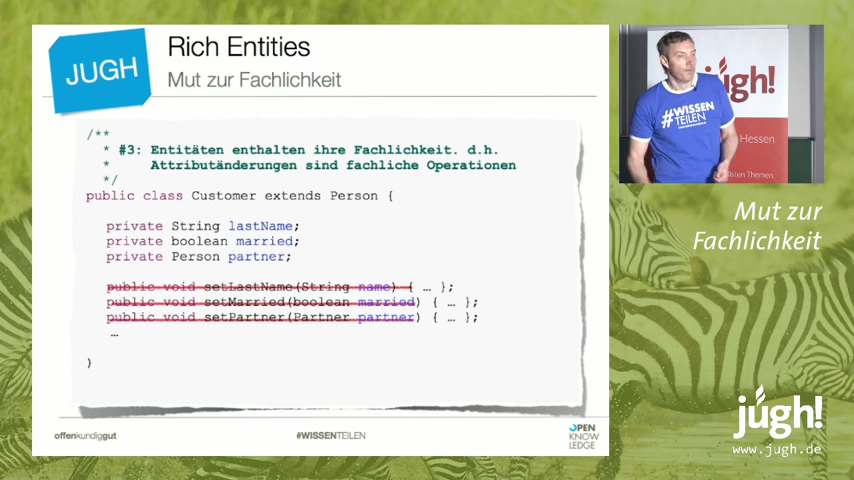 JUGH
Rich Entities
Mut zur Fachlichkeit
/**
* #3: Entitäten enthalten ihre Fachlichkeit. d.h.
* Attributänderungen sind fachliche Operationen
*/
public class Customer extends Person {
private String lastName;
private boolean married;
private Person partner;
public void setLastName(String name) { … };
public void setMarried(boolean married) { … };
public void setPartner(Partner partner) { … };
…
)
offenkundiggut
#WISSENTEILEN
OPEN
KNOW
LEDGE
jugh!
#WISSEN
TEILEN
Hessen
Themen.
Mut zur
Fachlichkeit
jugh!
www.jugh.de